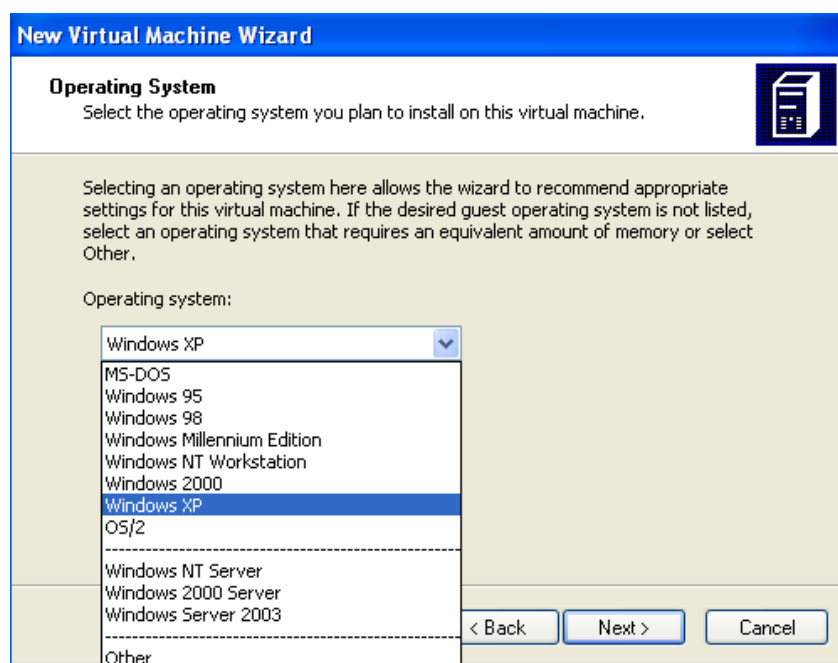 New Virtual Machine Wizard
Operating System
Select the operating system you plan to install on this virtual machine.
Selecting an operating system here allows the wizard to recommend appropriate
settings for this virtual machine. If the desired guest operating system is not listed,
select an operating system that requires an equivalent amount of memory or select
Other.
Operating system:
Windows XP
MS-DOS
Windows 95
Windows 98
Windows Millennium Edition
Windows NT Workstation
Windows 2000
Windows XP
OS/2
----------------------------------------------------
Windows NT Server
Windows 2000 Server
Windows Server 2003
----------------------------------------------------
Other
< Back Next > Cancel